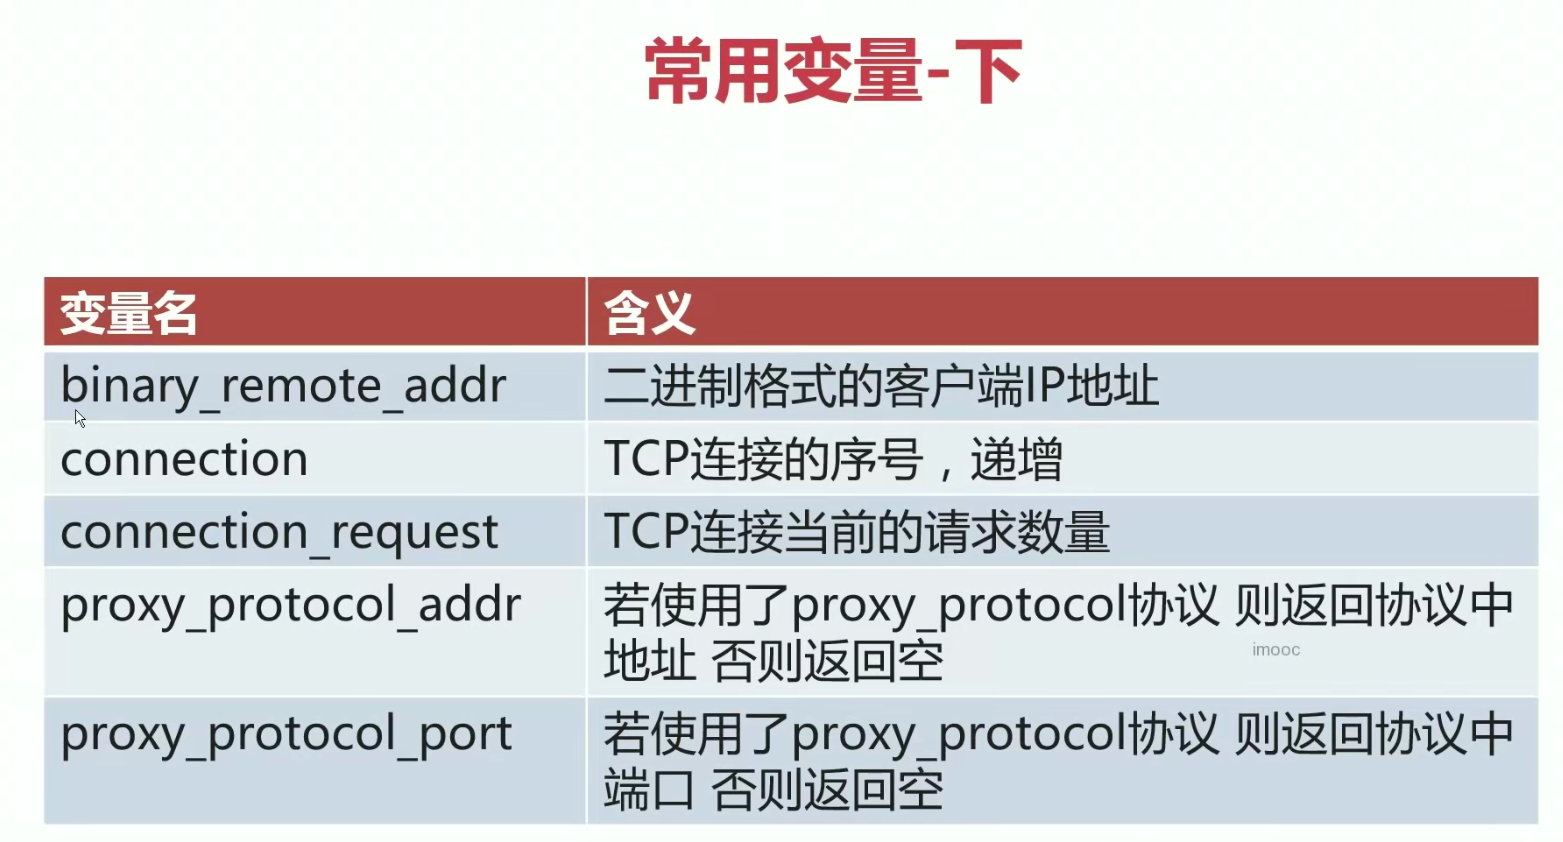 常用变量-下
变量名 含义
binary_remote_addr 二进制格式的客户端IP地址
connection TCP连接的序号，递增
connection_request TCP连接当前的请求数量
proxy_protocol_addr 若使用了proxy_protocol协议 则返回协议中
地址 否则返回空
imooc
proxy_protocol_port 若使用了proxy_protocol协议 则返回协议中
端口 否则返回空